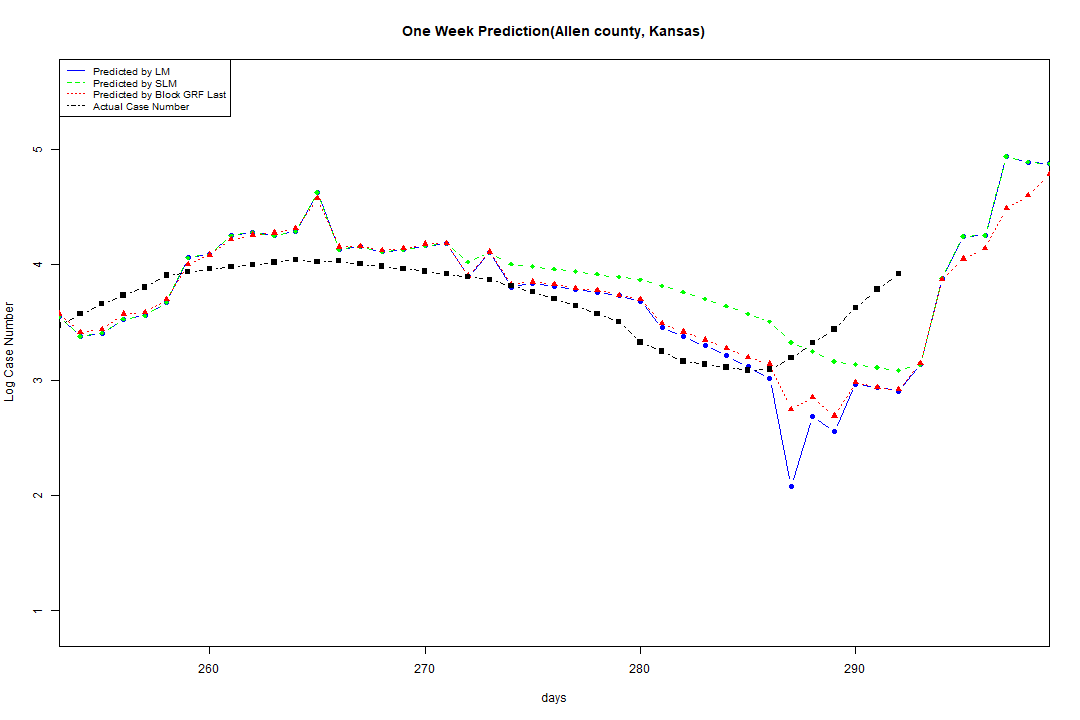 One Week Prediction(Allen county, Kansas)
Predicted by LM
Predicted by SLM
Predicted by Block GRF Last
Actual Case Number
5
4
3
2
1
Log Case Number
260 270 280 290
days